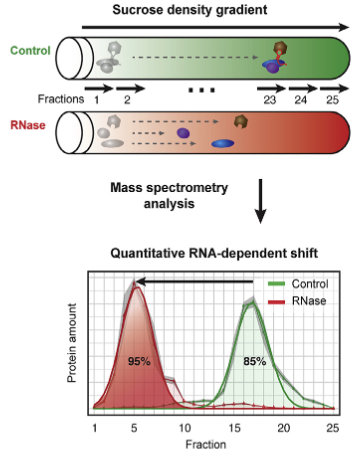 Sucrose density gradient
Control
Fractions 1 2 ... 23 24 25
RNase
Mass spectrometry
analysis
Quantitative RNA-dependent shift
Control
RNase
95%
85%
Protein amount
1 5 10 15 20 25
Fraction